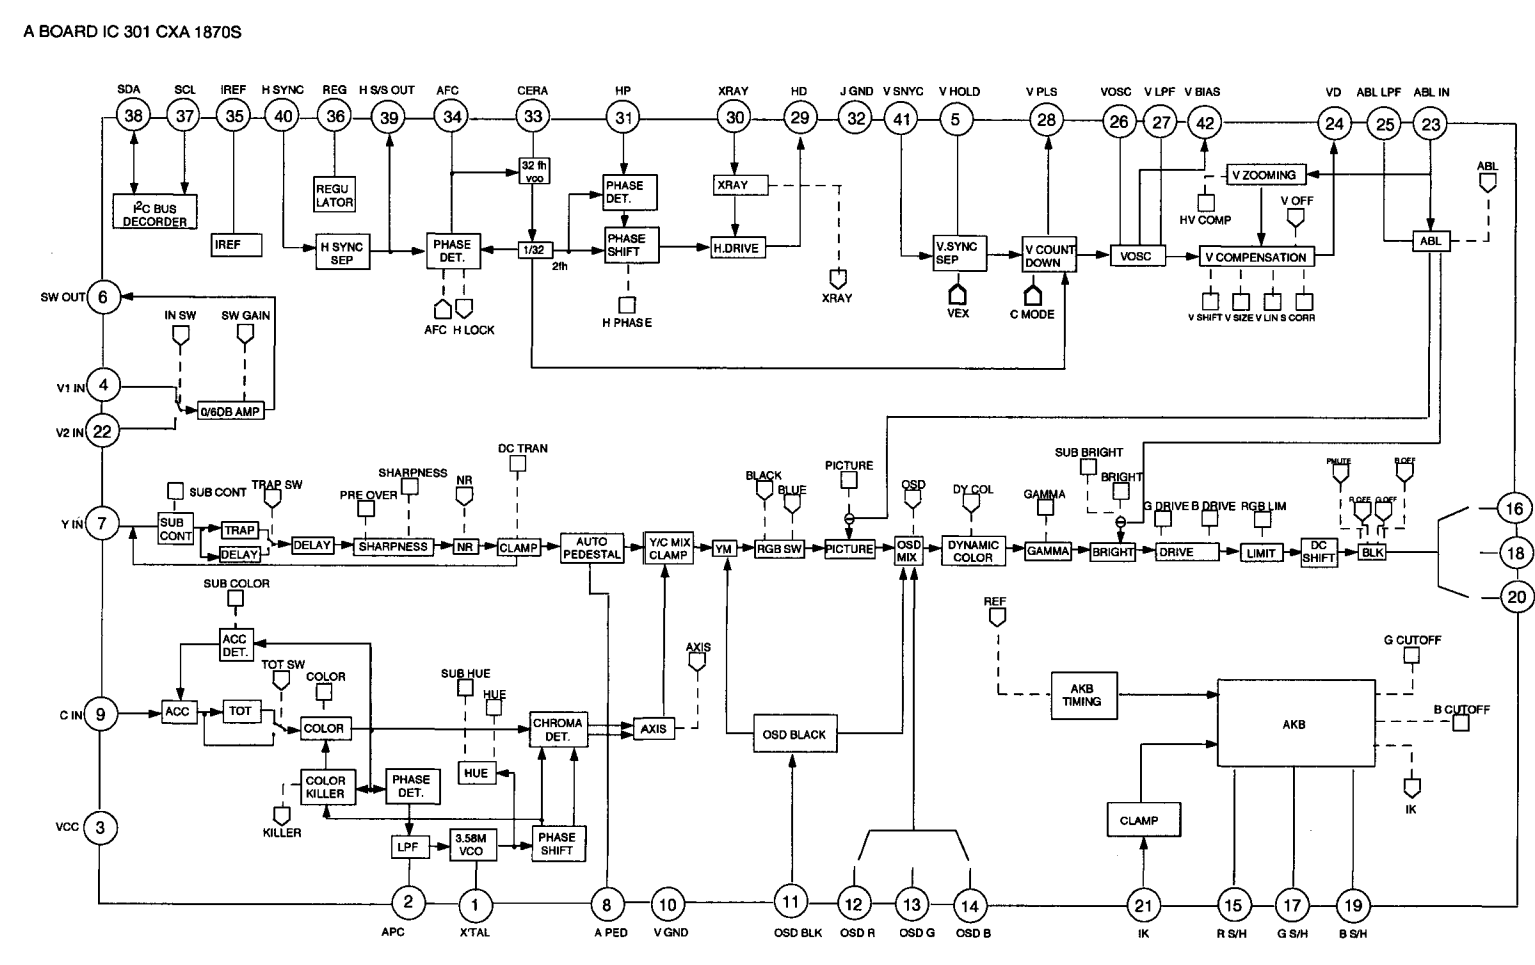 A BOARD IC 301 CXA 1870S
SDA SCL IREF H SYNC REG H S/S OUT AFC CERA HP XRAY HD J GND V SNYC V HOLD V PLS VOSC V LPF V BIAS VD ABL LPF ABL IN
38 37 35 40 36 39 34 33 31 30 29 32 41 5 28 26 27 42 24 25 23
I2C BUS
DECORDER
IREF
REGU
LATOR
H SYNC
SEP
PHASE
DET.
32 fh
VCO
1/32
2fh
PHASE
DET.
PHASE
SHIFT
XRAY
H.DRIVE
V.SYNC
SEP
V COUNT
DOWN
VOSC
V ZOOMING
HV COMP
V OFF
V COMPENSATION
ABL
ABL
AFC H LOCK
H PHASE
XRAY
VEX
C MODE
V SHIFT V SIZE V LIN S CORR
SW OUT 6
IN SW SW GAIN
V1 IN 4
0/6DB AMP
V2 IN 22
Y IN 7
SUB CONT
SUB
CONT
TRAP SW
TRAP
DELAY
DELAY
PRE OVER
SHARPNESS
SHARPNESS
NR
NR
DC TRAN
CLAMP
AUTO
PEDESTAL
Y/C MIX
CLAMP
YM
BLACK
BLUE
RGB SW
PICTURE
PICTURE
OSD
OSD
MIX
DY COL
DYNAMIC
COLOR
GAMMA
GAMMA
SUB BRIGHT
BRIGHT
BRIGHT
G DRIVE B DRIVE RGB LIM
DRIVE
LIMIT
DC
SHIFT
PMUTE
R OFF G OFF
B OFF
BLK
16
18
20
SUB COLOR
ACC
DET.
C IN 9
ACC
TOT
TOT SW
COLOR
COLOR
COLOR
KILLER
KILLER
PHASE
DET.
LPF
3.58M
VCO
SUB HUE
HUE
HUE
PHASE
SHIFT
CHROMA
DET.
AXIS
AXIS
OSD BLACK
REF
AKB
TIMING
AKB
G CUTOFF
B CUTOFF
IK
CLAMP
VCC 3
2 1 8 10 11 12 13 14 21 15 17 19
APC X'TAL A PED V GND OSD BLK OSD R OSD G OSD B IK R S/H G S/H B S/H